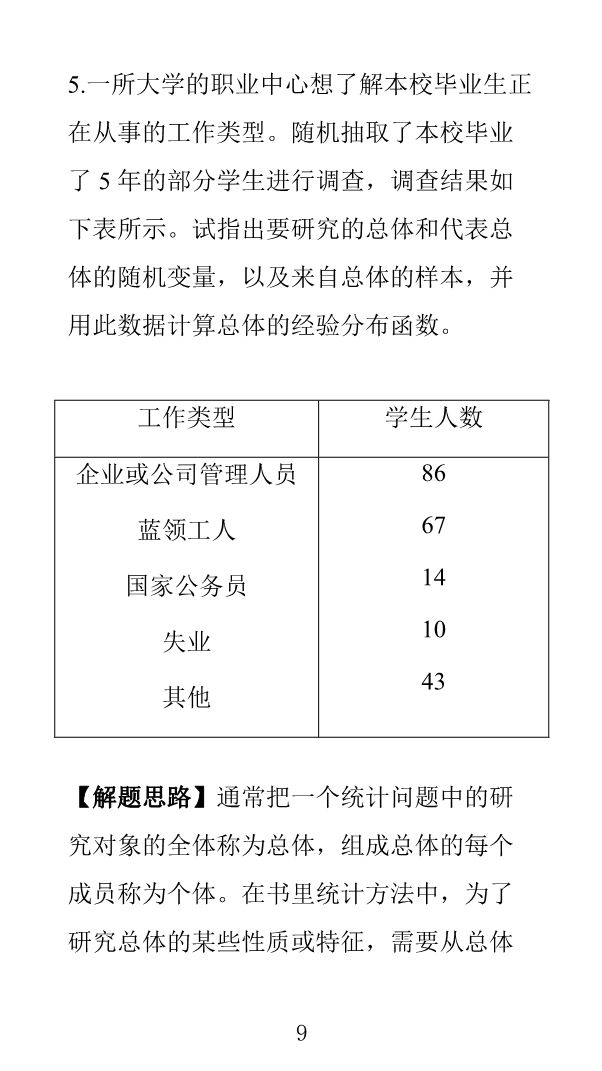 5.一所大学的职业中心想了解本校毕业生正
在从事的工作类型。随机抽取了本校毕业
了 5 年的部分学生进行调查，调查结果如
下表所示。试指出要研究的总体和代表总
体的随机变量，以及来自总体的样本，并
用此数据计算总体的经验分布函数。
工作类型 学生人数
企业或公司管理人员 86
蓝领工人 67
国家公务员 14
失业 10
其他 43
【解题思路】通常把一个统计问题中的研
究对象的全体称为总体，组成总体的每个
成员称为个体。在书里统计方法中，为了
研究总体的某些性质或特征，需要从总体
9